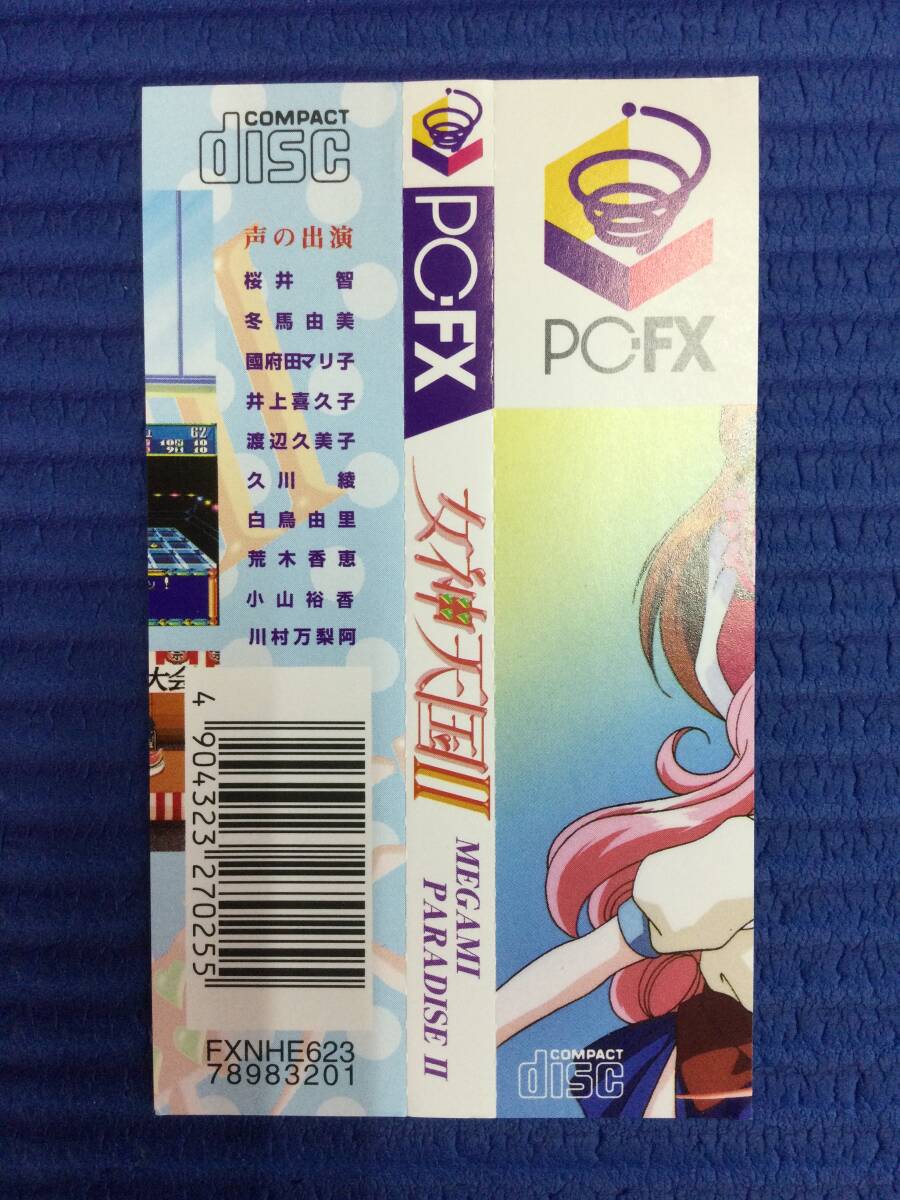 COMPACT
disc
声の出演
桜井 智
冬馬由美
國府田マリ子
井上喜久子
渡辺久美子
久川 綾
白鳥由里
荒木香恵
小山裕香
川村万梨阿
大会
4 904323 270255
FXNHE623
78983201
PC-FX
女神天国II
MEGAMI
PARADISE II
PC-FX
COMPACT
disc